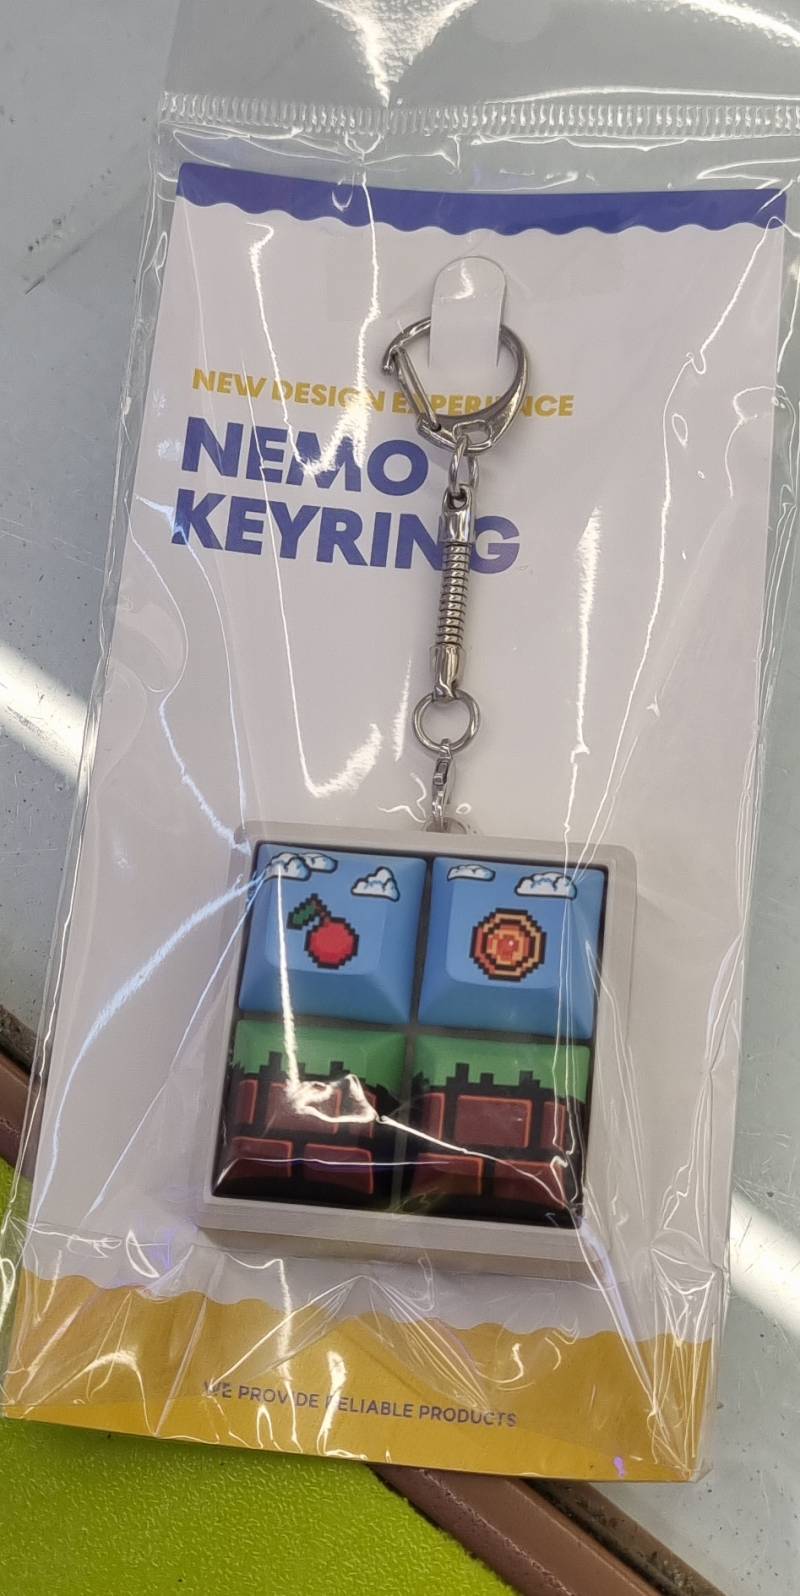 NEW DESIGN EXPERIENCE
NEMO
KEYRING
WE PROVIDE RELIABLE PRODUCTS